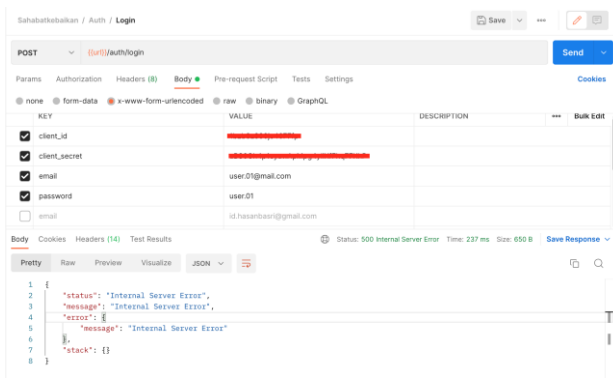 Sahabatkebaikan / Auth / Login
Save
POST {{url}}/auth/login Send
Params Authorization Headers (8) Body Pre-request Script Tests Settings Cookies
none form-data x-www-form-urlencoded raw binary GraphQL
KEY VALUE DESCRIPTION Bulk Edit
client_id
client_secret
email user.01@mail.com
password user.01
email id.hasanbasri@gmail.com
Body Cookies Headers (14) Test Results Status: 500 Internal Server Error Time: 237 ms Size: 650 B Save Response
Pretty Raw Preview Visualize JSON
1 {
2 "status": "Internal Server Error",
3 "message": "Internal Server Error",
4 "error": {
5 "message": "Internal Server Error"
6 },
7 "stack": {}
8 }